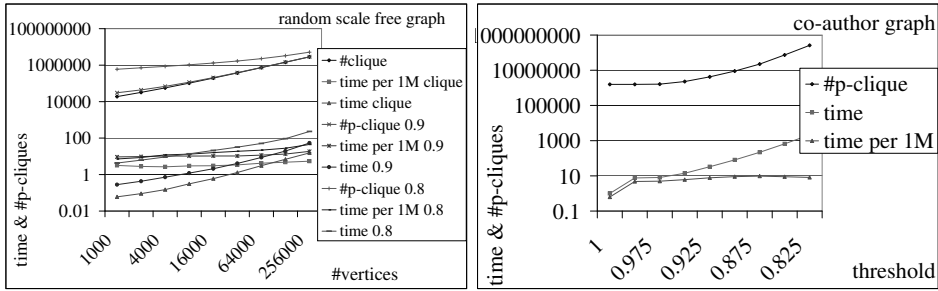 random scale free graph
100000000
1000000
10000
100
1
0.01
time & #p-cliques
1000
4000
16000
64000
256000
#vertices
#clique
time per 1M clique
time clique
#p-clique 0.9
time per 1M 0.9
time 0.9
#p-clique 0.8
time per 1M 0.8
time 0.8
co-author graph
1000000000
10000000
100000
1000
10
0.1
time & #p-cliques
1
0.975
0.925
0.875
0.825
threshold
#p-clique
time
time per 1M